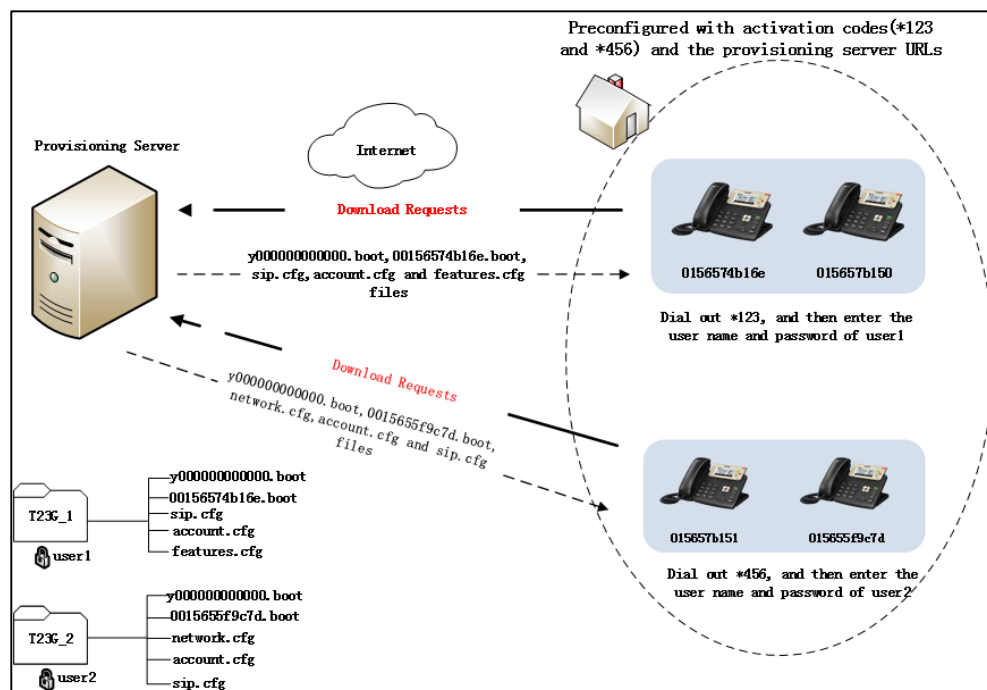 Preconfigured with activation codes(*123
and *456) and the provisioning server URLs
Provisioning Server
Internet
Download Requests
y000000000000.boot,00156574b16e.boot,
sip.cfg,account.cfg and features.cfg
files
0156574b16e
015657b150
Dial out *123, and then enter the
user name and password of user1
Download Requests
y000000000000.boot,0015655f9c7d.boot,
network.cfg,account.cfg and sip.cfg
files
015657b151
015655f9c7d
Dial out *456, and then enter the
user name and password of user2
T23G_1
user1
y000000000000.boot
00156574b16e.boot
sip.cfg
account.cfg
features.cfg
T23G_2
user2
y000000000000.boot
0015655f9c7d.boot
network.cfg
account.cfg
sip.cfg